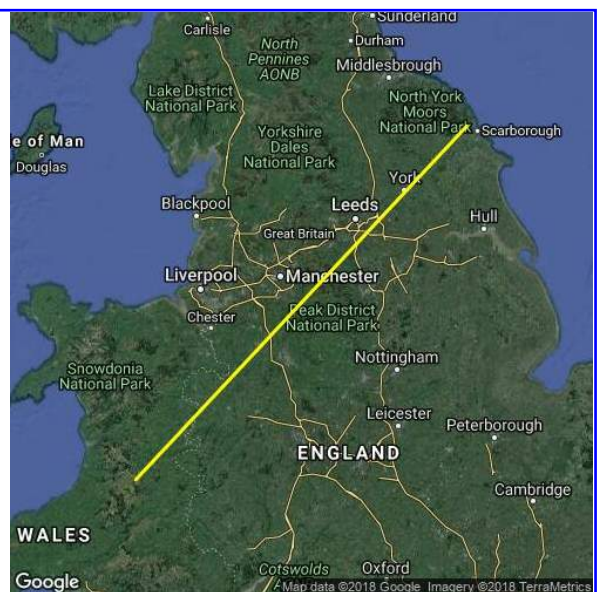 Sunderland
Carlisle
Durham
North
Pennines
AONB
Middlesbrough
Lake District
National Park
North York
Moors
National Park
Scarborough
Yorkshire
Dales
National Park
le of Man
Douglas
York
Blackpool
Leeds
Hull
Great Britain
Liverpool
Manchester
Chester
Peak District
National Park
Snowdonia
National Park
Nottingham
Leicester
Peterborough
ENGLAND
Cambridge
WALES
Cotswolds
Oxford
Google
Map data ©2018 Google Imagery ©2018 TerraMetrics